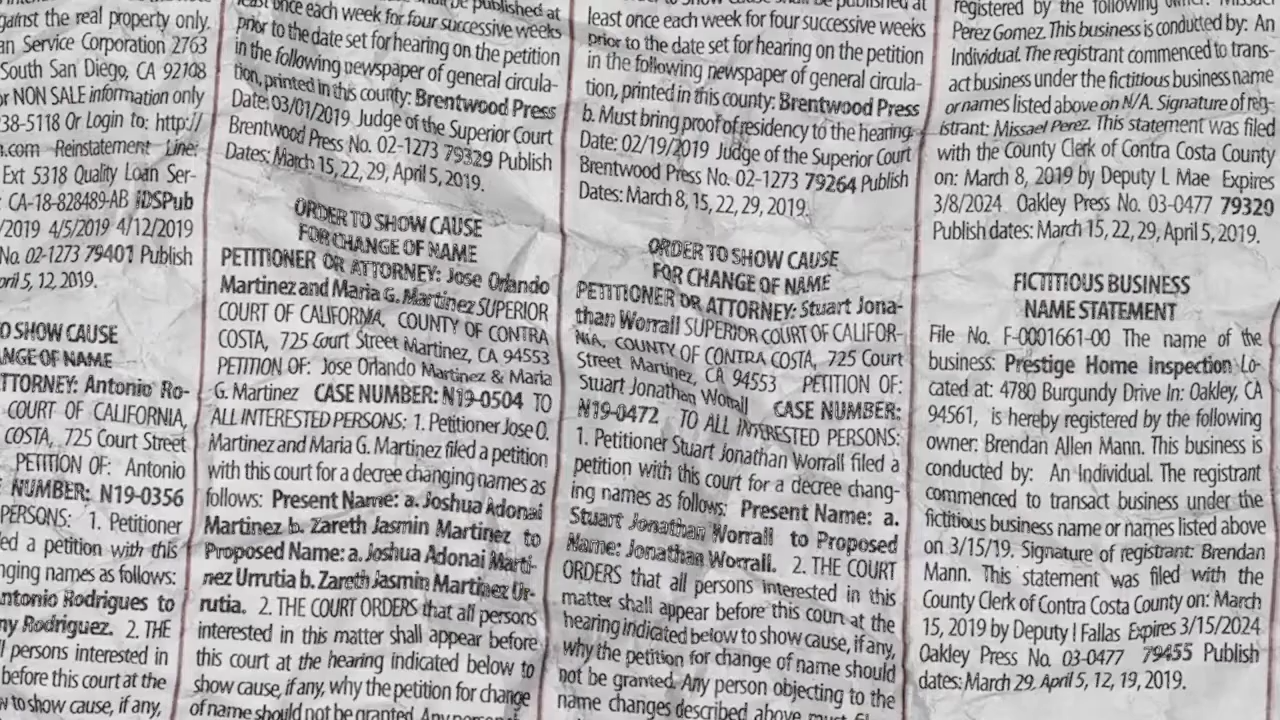 gainst the real property only.
an Service Corporation 2763
South San Diego, CA 92108
or NON SALE information only
38-5118 Or Login to: http://
.com Reinstatement Line:
Ext 5318 Quality Loan Ser-
: CA-18-828489-AB IDSPub
/2019 4/5/2019 4/12/2019
No. 02-1273 79401 Publish
pril 5, 12, 2019.
O SHOW CAUSE
NGE OF NAME
TTORNEY: Antonio Ro-
COURT OF CALIFORNIA,
COSTA, 725 Court Street
PETITION OF: Antonio
E NUMBER: N19-0356
PERSONS: 1. Petitioner
ed a petition with this
nging names as follows:
ntonio Rodrigues to
ny Rodriguez. 2. THE
l persons interested in
before this court at the
w to show cause, if any,
least once each week for four successive weeks
prior to the date set for hearing on the petition
in the following newspaper of general circula-
tion, printed in this county: Brentwood Press
Date: 03/01/2019 Judge of the Superior Court
Brentwood Press No. 02-1273 79329 Publish
Dates: March 15, 22, 29, April 5, 2019.
ORDER TO SHOW CAUSE
FOR CHANGE OF NAME
PETITIONER OR ATTORNEY: Jose Orlando
Martinez and Maria G. Martinez SUPERIOR
COURT OF CALIFORNIA, COUNTY OF CONTRA
COSTA, 725 Court Street Martinez, CA 94553
PETITION OF: Jose Orlando Martinez & Maria
G. Martinez CASE NUMBER: N19-0504 TO
ALL INTERESTED PERSONS: 1. Petitioner Jose O.
Martinez and Maria G. Martinez filed a petition
with this court for a decree changing names as
follows: Present Name: a. Joshua Adonai
Martinez b. Zareth Jasmin Martinez to
Proposed Name: a. Joshua Adonai Marti-
nez Urrutia b. Zareth Jasmin Martinez Ur-
rutia. 2. THE COURT ORDERS that all persons
interested in this matter shall appear before
this court at the hearing indicated below to
show cause, if any, why the petition for change
of name should not be granted. Any person
shall be published at
least once each week for four successive weeks
prior to the date set for hearing on the petition
in the following newspaper of general circula-
tion, printed in this county: Brentwood Press
b. Must bring proof of residency to the hearing.
Date: 02/19/2019 Judge of the Superior Court
Brentwood Press No. 02-1273 79264 Publish
Dates: March 8, 15, 22, 29, 2019.
ORDER TO SHOW CAUSE
FOR CHANGE OF NAME
PETITIONER OR ATTORNEY: Stuart Jona-
than Worrall SUPERIOR COURT OF CALIFOR-
NIA, COUNTY OF CONTRA COSTA, 725 Court
Street Martinez, CA 94553 PETITION OF:
Stuart Jonathan Worrall CASE NUMBER:
N19-0472 TO ALL INTERESTED PERSONS:
1. Petitioner Stuart Jonathan Worrall filed a
petition with this court for a decree chang-
ing names as follows: Present Name: a.
Stuart Jonathan Worrall to Proposed
Name: Jonathan Worrall. 2. THE COURT
ORDERS that all persons interested in this
matter shall appear before this court at the
hearing indicated below to show cause, if any,
why the petition for change of name should
not be granted. Any person objecting to the
name changes described above must
registered by the following owner: Missael
Perez Gomez. This business is conducted by: An
Individual. The registrant commenced to trans-
act business under the fictitious business name
or names listed above on N/A. Signature of reg-
istrant: Missael Perez. This statement was filed
with the County Clerk of Contra Costa County
on: March 8, 2019 by Deputy L Mae Expires
3/8/2024 Oakley Press No. 03-0477 79320
Publish dates: March 15, 22, 29, April 5, 2019.
FICTITIOUS BUSINESS
NAME STATEMENT
File No. F-0001661-00 The name of the
business: Prestige Home Inspection Lo-
cated at: 4780 Burgundy Drive In: Oakley, CA
94561, is hereby registered by the following
owner: Brendan Allen Mann. This business is
conducted by: An Individual. The registrant
commenced to transact business under the
fictitious business name or names listed above
on 3/15/19. Signature of registrant: Brendan
Mann. This statement was filed with the
County Clerk of Contra Costa County on: March
15, 2019 by Deputy I Fallas Expires 3/15/2024
Oakley Press No. 03-0477 79455 Publish
dates: March 29, April 5, 12, 19, 2019.